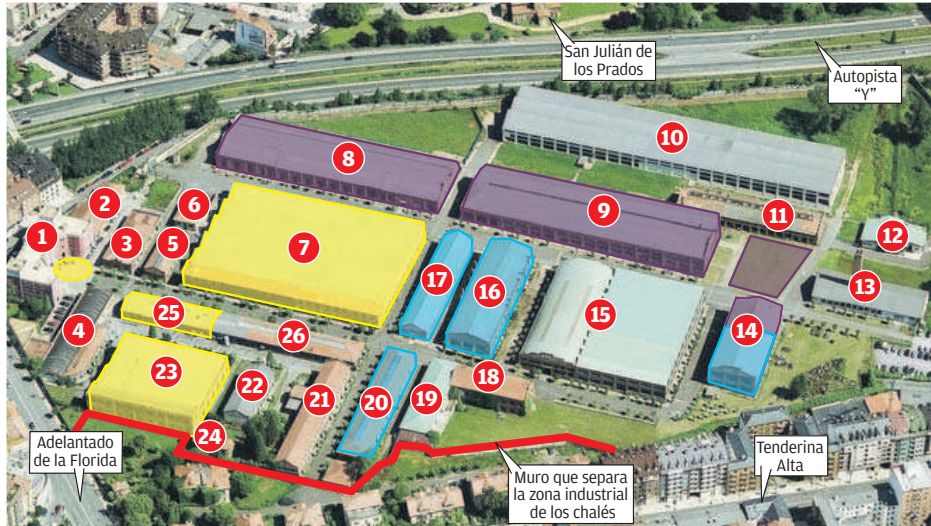 San Julián de
los Prados
Autopista
“Y”
10
8
2
6
9
11
1
3
5
7
12
17
16
13
25
4
26
15
14
23
22
21
20
19
18
24
Adelantado
de la Florida
Muro que separa
la zona industrial
de los chalés
Tenderina
Alta